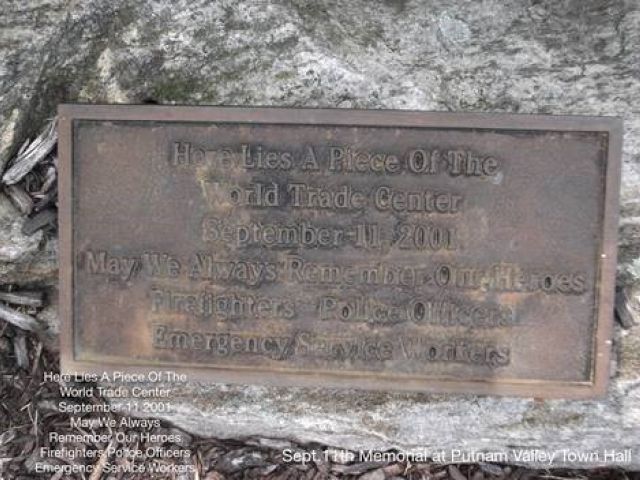 Here Lies A Piece Of The
World Trade Center
September 11, 2001
May We Always Remember Our Heroes
Firefighters Police Officers
Emergency Service Workers
Here Lies A Piece Of The
World Trade Center
September 11 2001
May We Always
Remember Our Heroes
Firefighters Police Officers
Emergency Service Workers
Sept.11th Memorial at Putnam Valley Town Hall